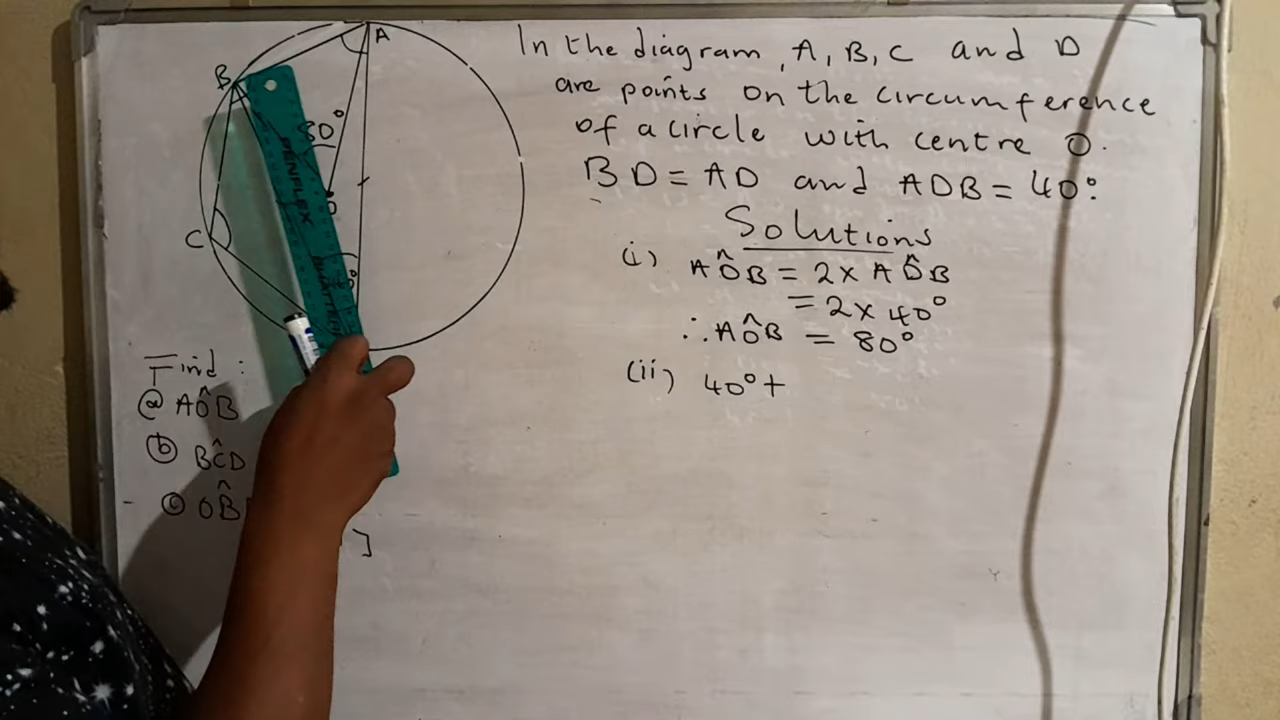 A
B
80°
C
In the diagram, A, B, C and D
are points on the circumference
of a circle with centre O.
BD = AD and ADB = 40°.
Solutions
(i) AÔB = 2 x AÔB
= 2 x 40°
∴ AÔB = 80°
(ii) 40° +
Find :
ⓐ AÔB
ⓑ BĈD
ⓒ OB̂
]
PENFLEX